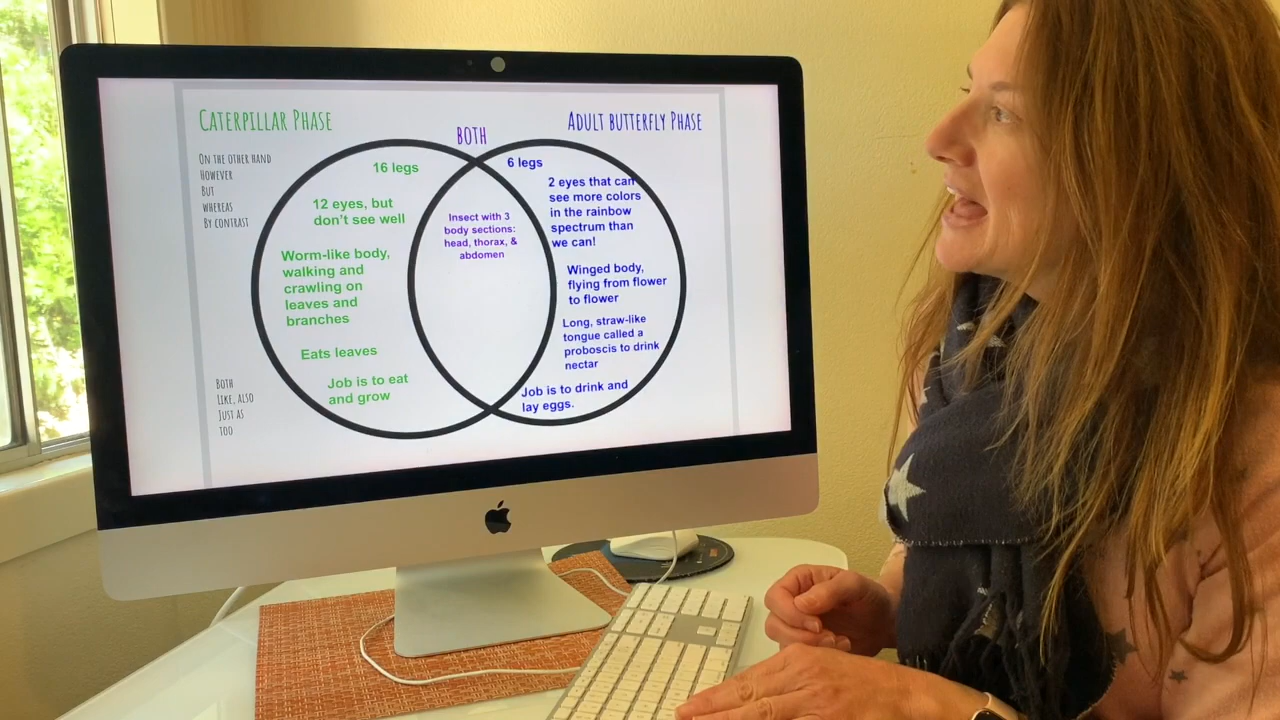 CATERPILLAR PHASE
BOTH
ADULT BUTTERFLY PHASE
ON THE OTHER HAND
HOWEVER
BUT
WHEREAS
BY CONTRAST
16 legs
12 eyes, but
don't see well
Worm-like body,
walking and
crawling on
leaves and
branches
Eats leaves
Job is to eat
and grow
Insect with 3
body sections:
head, thorax, &
abdomen
6 legs
2 eyes that can
see more colors
in the rainbow
spectrum than
we can!
Winged body,
flying from flower
to flower
Long, straw-like
tongue called a
proboscis to drink
nectar
Job is to drink and
lay eggs.
BOTH
LIKE, ALSO
JUST AS
TOO